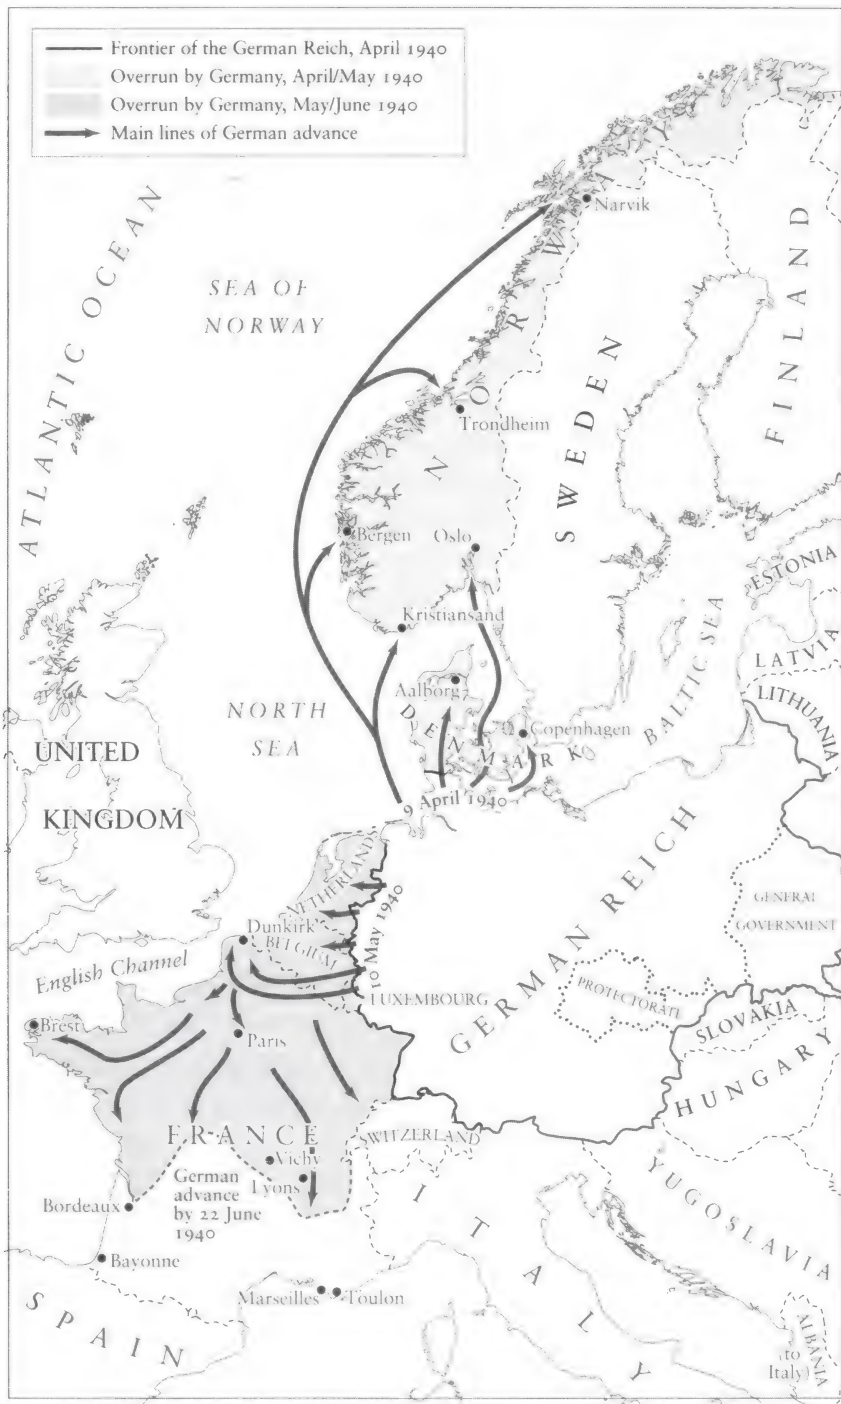 Frontier of the German Reich, April 1940
Overrun by Germany, April/May 1940
Overrun by Germany, May/June 1940
Main lines of German advance
ATLANTIC OCEAN
SEA OF
NORWAY
NORWAY
Narvik
SWEDEN
FINLAND
Trondheim
Bergen
Oslo
Kristiansand
ESTONIA
LATVIA
LITHUANIA
BALTIC SEA
Aalborg
DENMARK
Copenhagen
NORTH
SEA
UNITED
KINGDOM
9 April 1940
NETHERLAND
10 May 1940
GERMAN REICH
GENERAL
GOVERNMENT
Dunkirk
BELGIUM
English Channel
LUXEMBOURG
PROTECTORATE
SLOVAKIA
HUNGARY
Brest
Paris
FRANCE
SWITZERLAND
Vichy
Lyons
German
advance
by 22 June
1940
Bordeaux
Bayonne
ITALY
YUGOSLAVIA
Marseilles
Toulon
SPAIN
ALBANIA
(to
Italy)